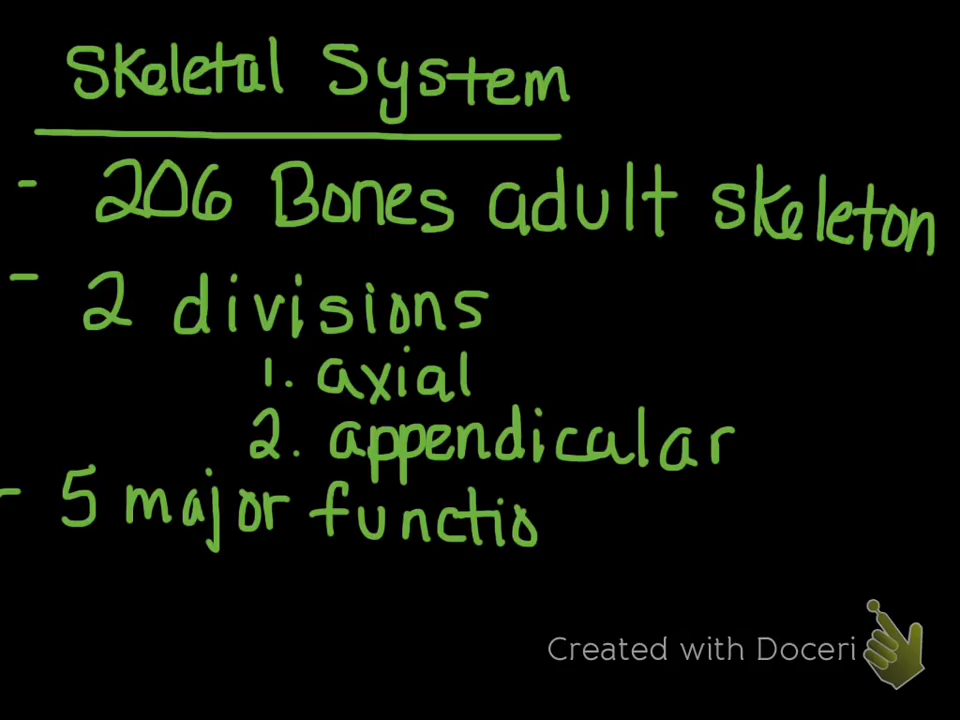 Skeletal System
- 206 Bones adult skeleton
- 2 divisions
1. axial
2. appendicular
- 5 major functio
Created with Doceri